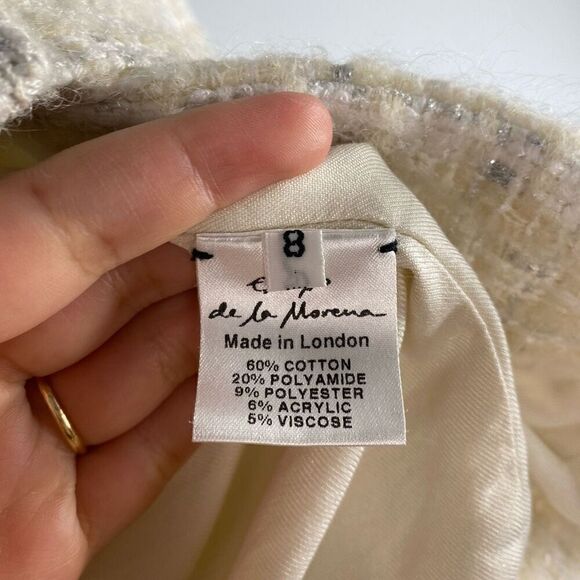 8
de la Morena
Made in London
60% COTTON
20% POLYAMIDE
9% POLYESTER
6% ACRYLIC
5% VISCOSE